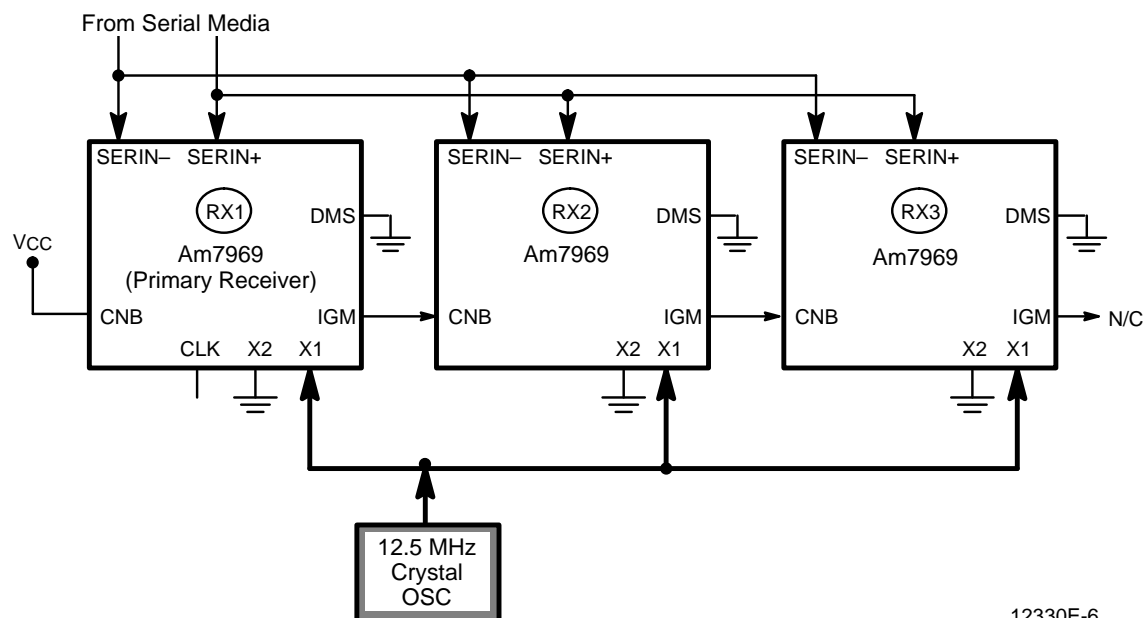 From Serial Media
SERIN– SERIN+
RX1
DMS
Am7969
(Primary Receiver)
VCC
CNB
IGM
CLK X2 X1
SERIN– SERIN+
RX2
DMS
Am7969
CNB
IGM
X2 X1
SERIN– SERIN+
RX3
DMS
Am7969
CNB
IGM
N/C
X2 X1
12.5 MHz
Crystal
OSC
12330E-6